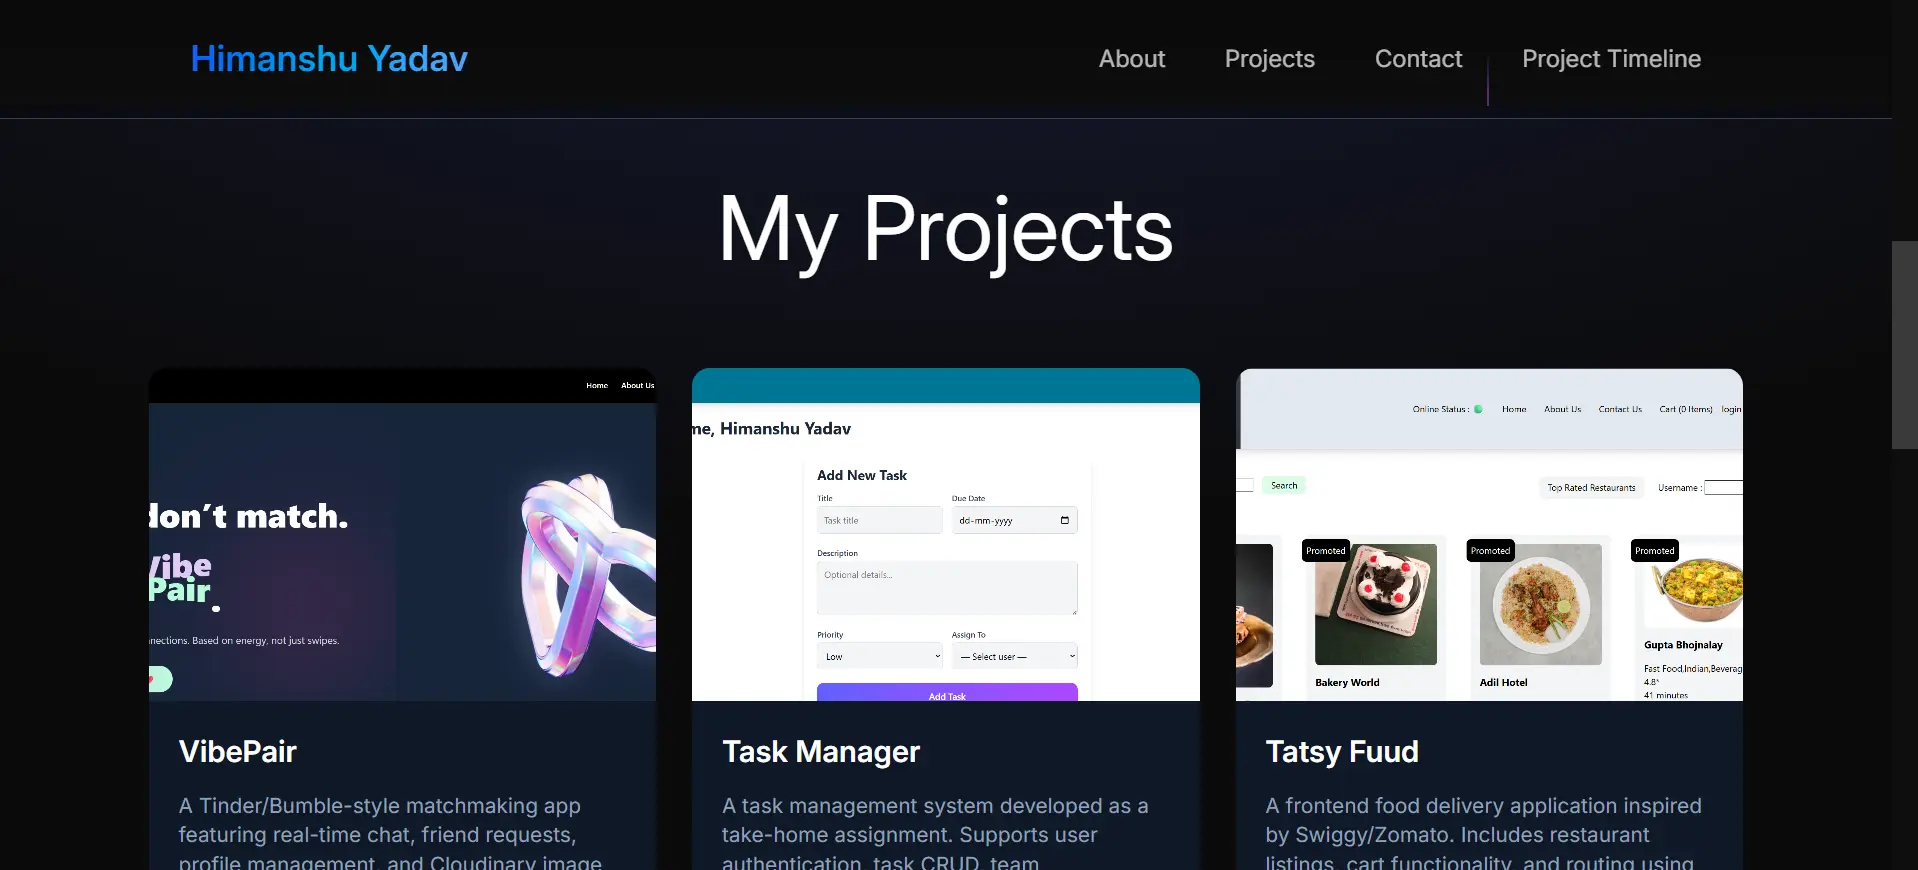 Himanshu Yadav
About
Projects
Contact
Project Timeline
My Projects
Home
About Us
don't match.
Vibe
Pair.
nnections. Based on energy, not just swipes.
VibePair
A Tinder/Bumble-style matchmaking app
featuring real-time chat, friend requests,
profile management, and Cloudinary image
me, Himanshu Yadav
Add New Task
Title
Due Date
Task title
dd-mm-yyyy
Description
Optional details...
Priority
Assign To
Low
— Select user —
Add Task
Task Manager
A task management system developed as a
take-home assignment. Supports user
authentication, task CRUD, team
Online Status :
Home
About Us
Contact Us
Cart (0 Items)
login
Search
Top Rated Restaurants
Username :
Promoted
Promoted
Promoted
Bakery World
Adil Hotel
Gupta Bhojnalay
Fast Food,Indian,Beverag
4.8*
41 minutes
Tatsy Fuud
A frontend food delivery application inspired
by Swiggy/Zomato. Includes restaurant
listings, cart functionality, and routing using